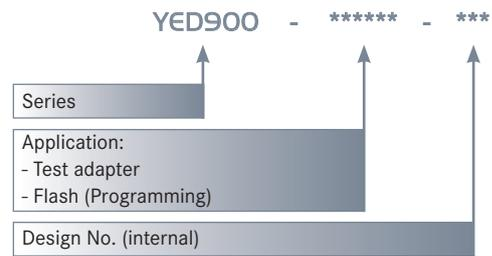 YED900 - ****** - ***
Series
Application:
- Test adapter
- Flash (Programming)
Design No. (internal)